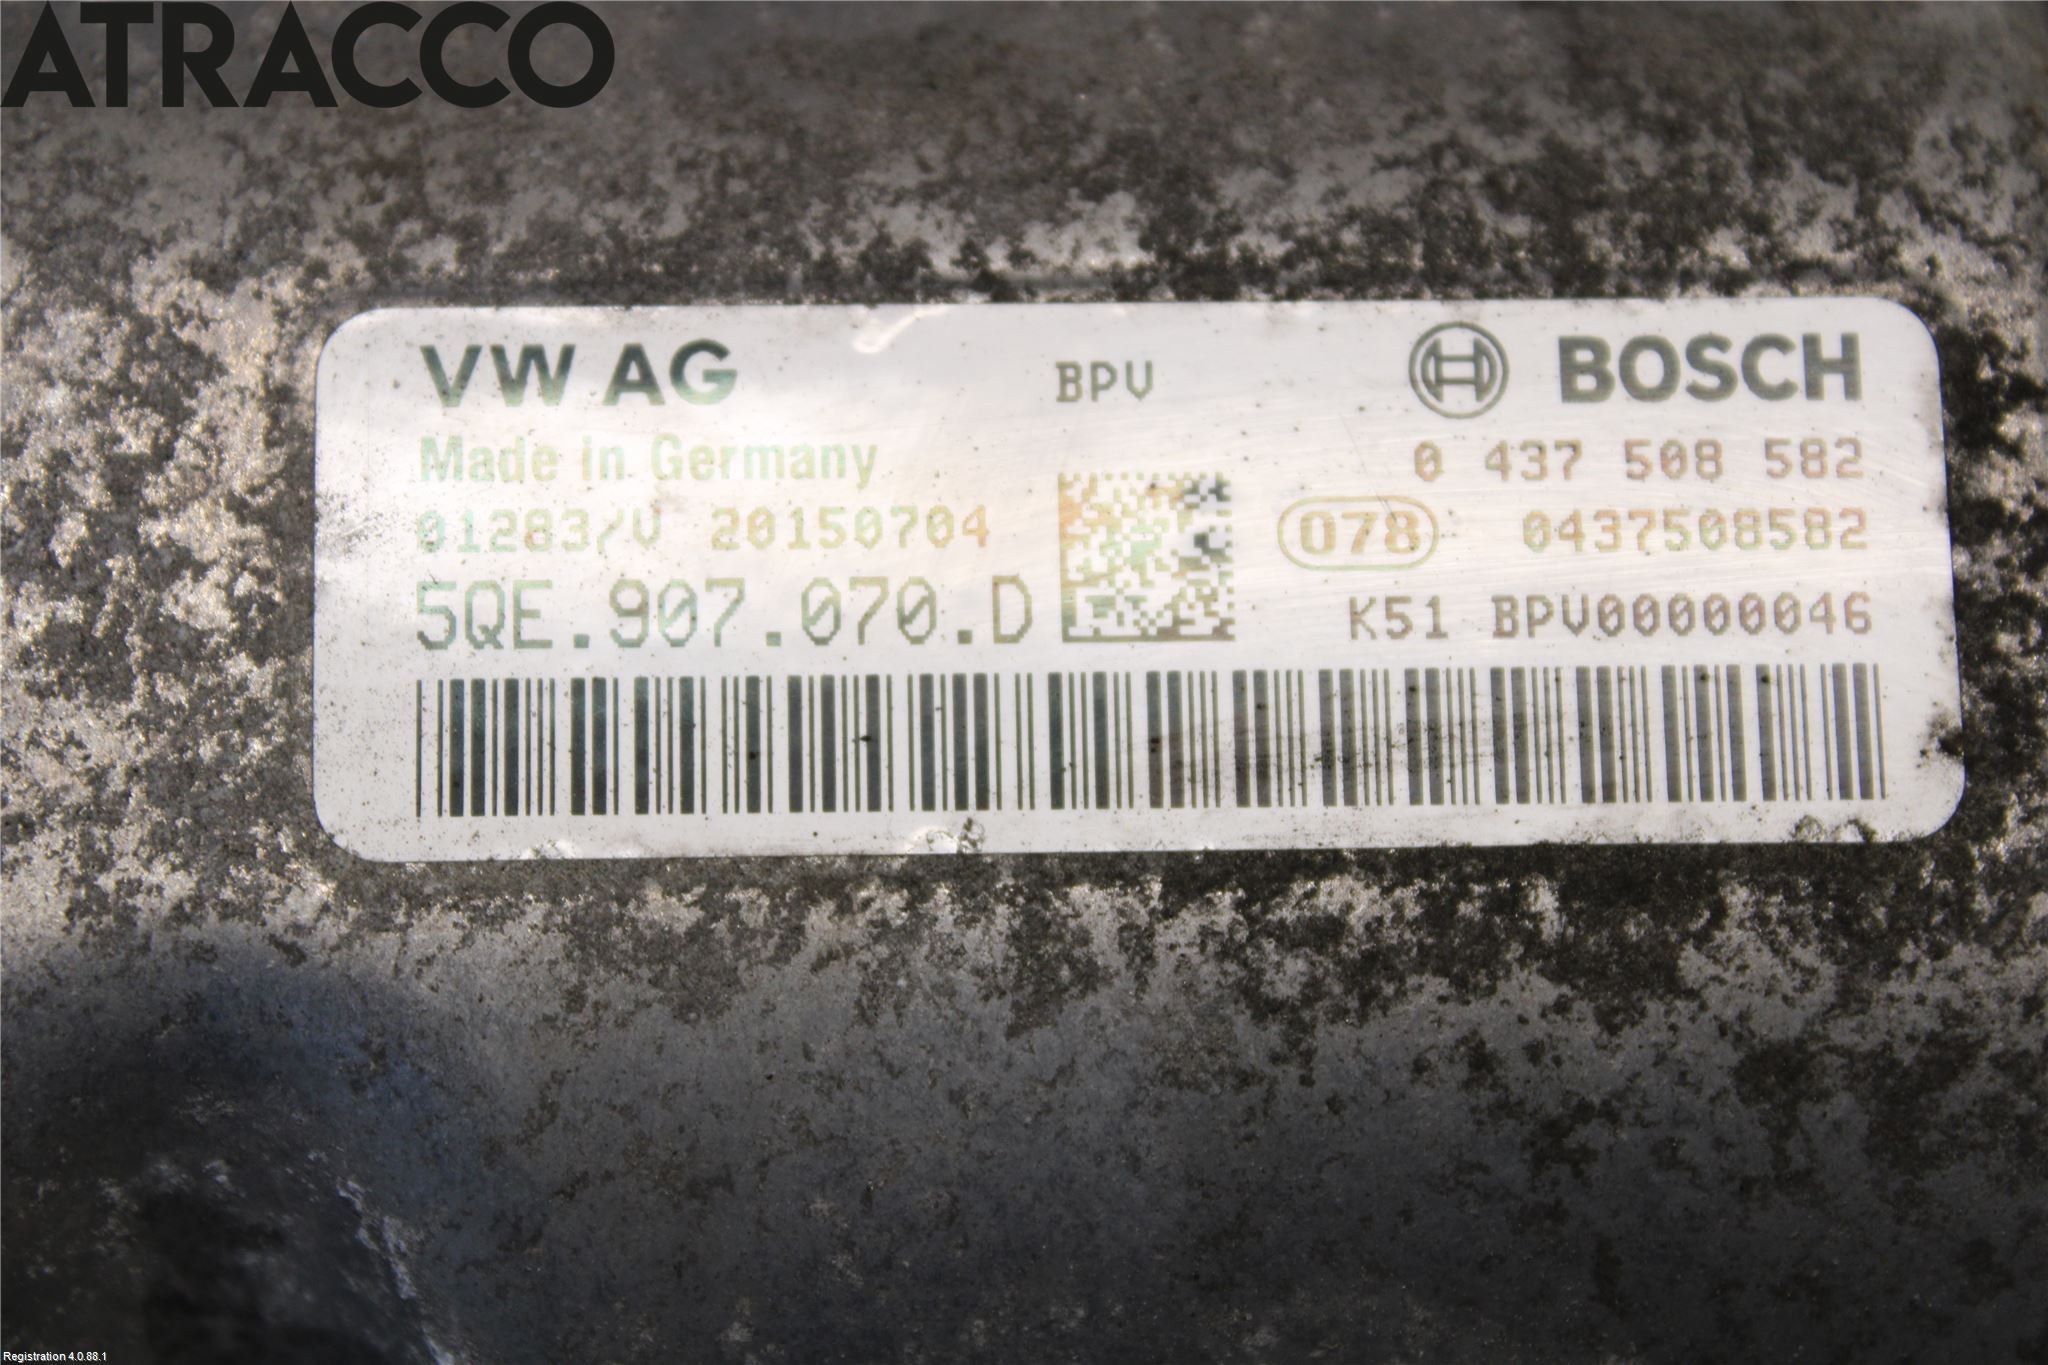 ATRACCO
VW AG BPV BOSCH
Made in Germany 0 437 508 582
01283/V 20150704 078 0437508582
5QE.907.070.D K51 BPV00000046
Registration 4.0.88.1